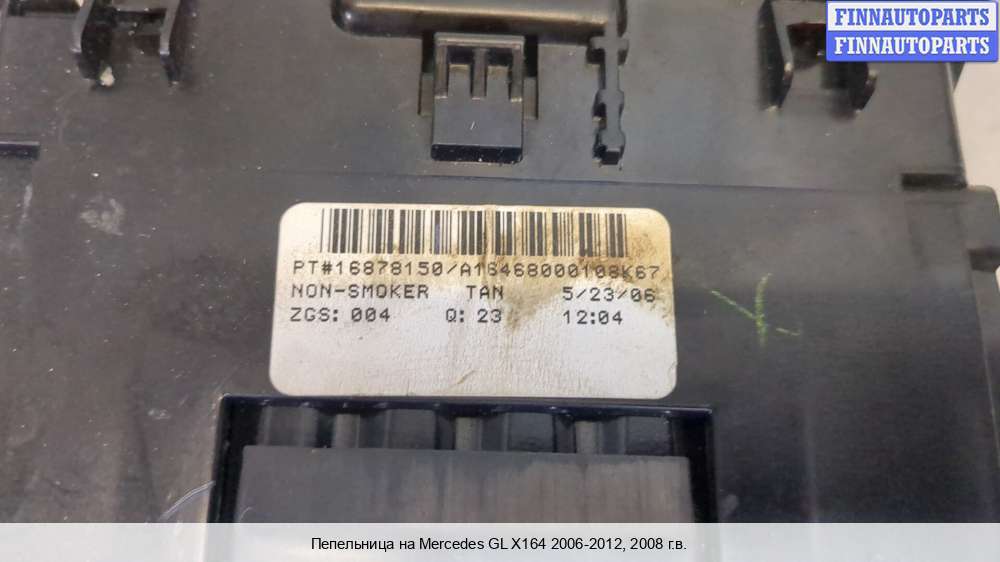 FINNAUTOPARTS
FINNAUTOPARTS
PT#16878150/A16468000108K67
NON-SMOKER TAN 5/23/06
ZGS: 004 Q: 23 12:04
Пепельница на Mercedes GL X164 2006-2012, 2008 г.в.